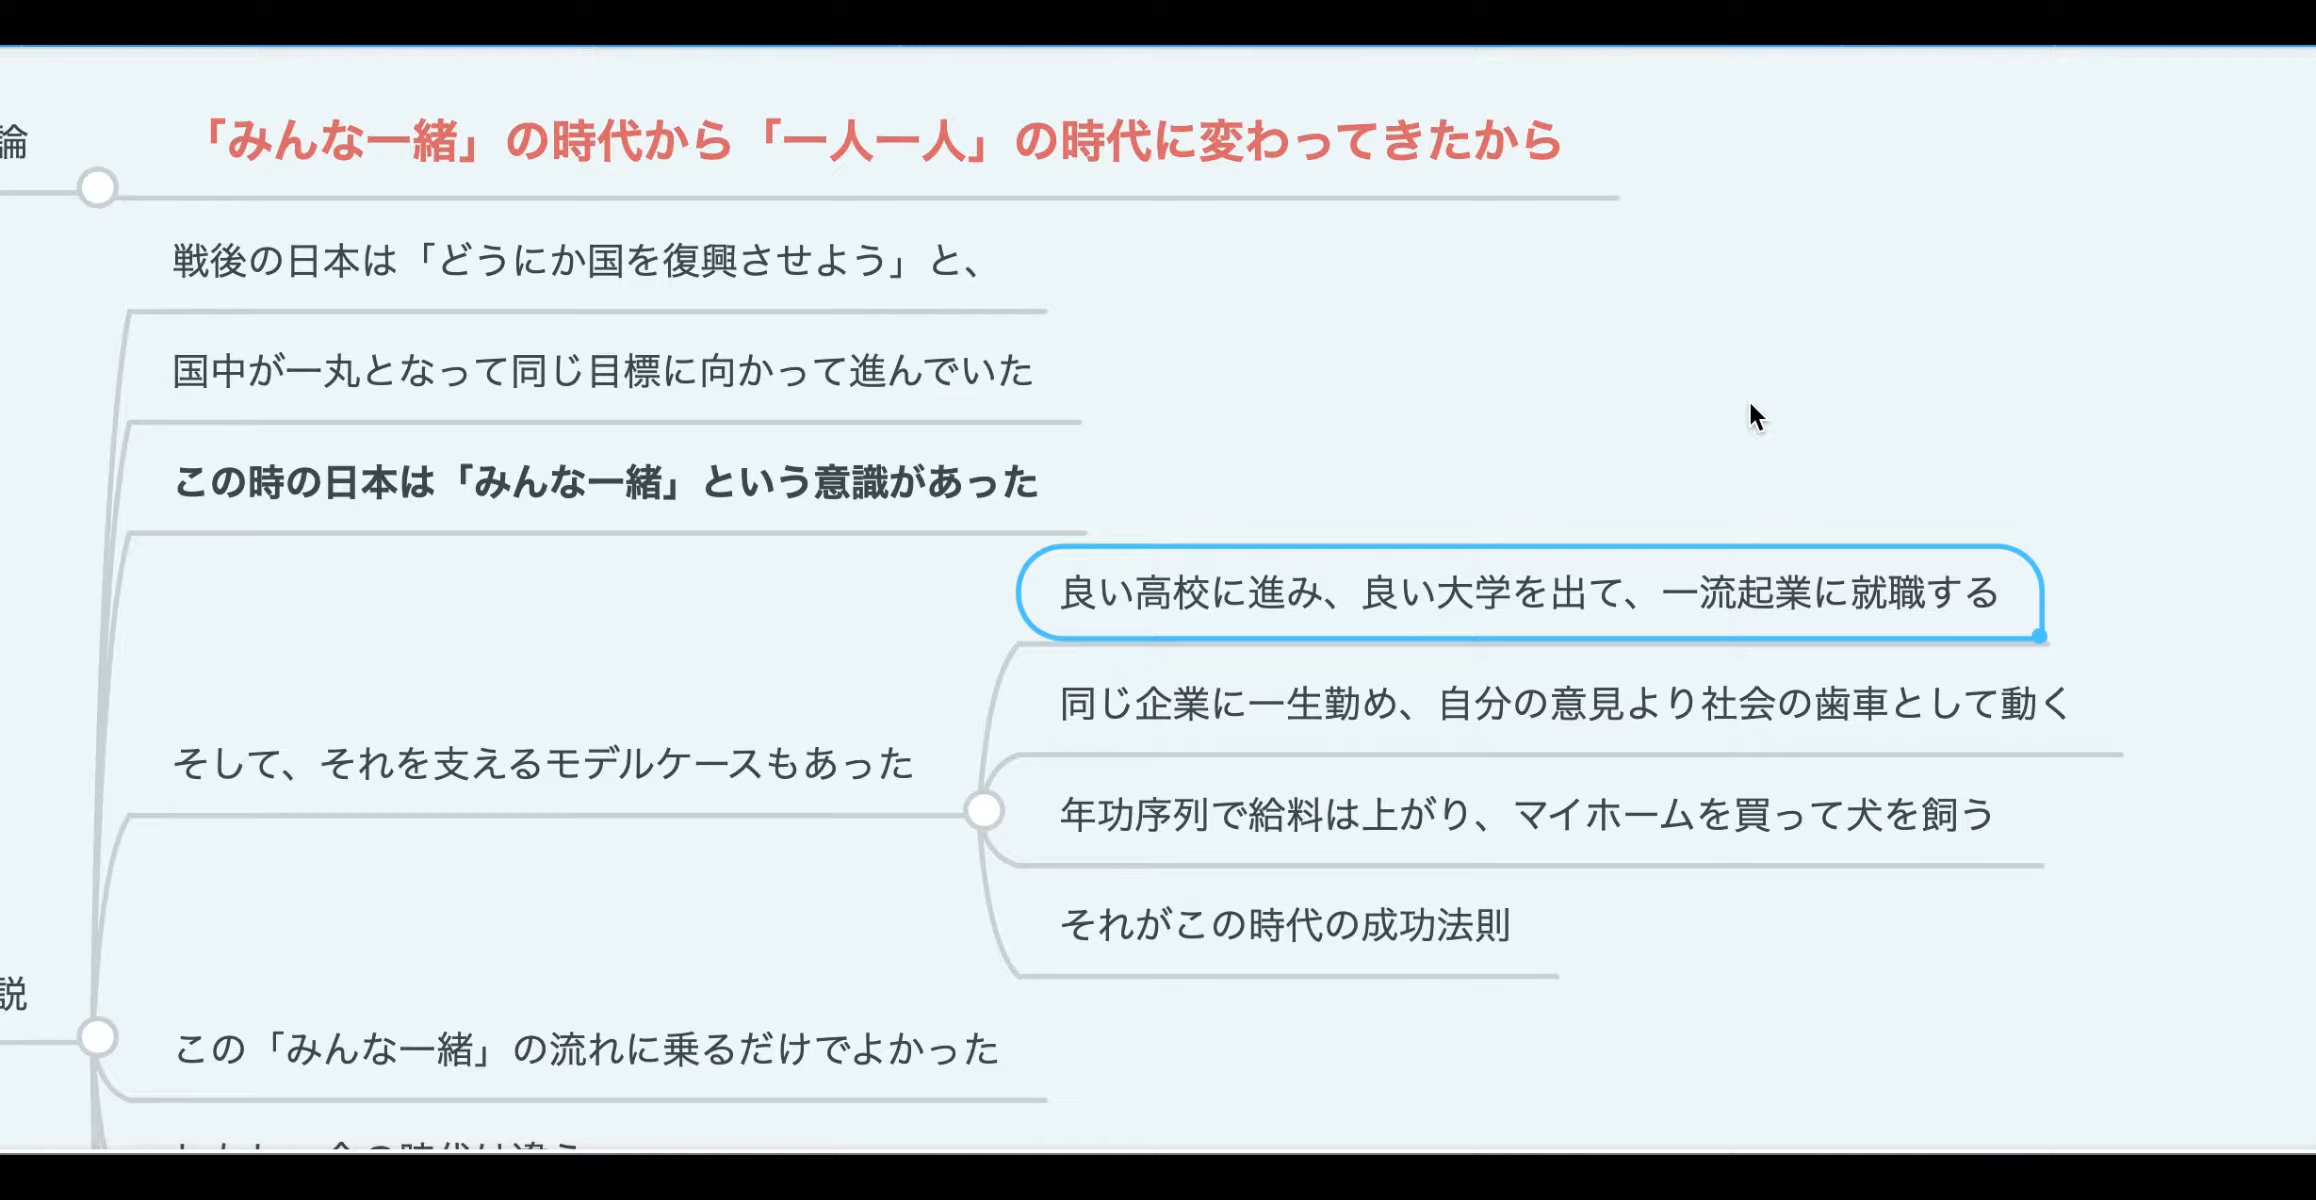 論
「みんな一緒」の時代から「一人一人」の時代に変わってきたから
戦後の日本は「どうにか国を復興させよう」と、
国中が一丸となって同じ目標に向かって進んでいた
この時の日本は「みんな一緒」という意識があった
良い高校に進み、良い大学を出て、一流起業に就職する
同じ企業に一生勤め、自分の意見より社会の歯車として動く
そして、それを支えるモデルケースもあった
年功序列で給料は上がり、マイホームを買って犬を飼う
それがこの時代の成功法則
説
この「みんな一緒」の流れに乗るだけでよかった